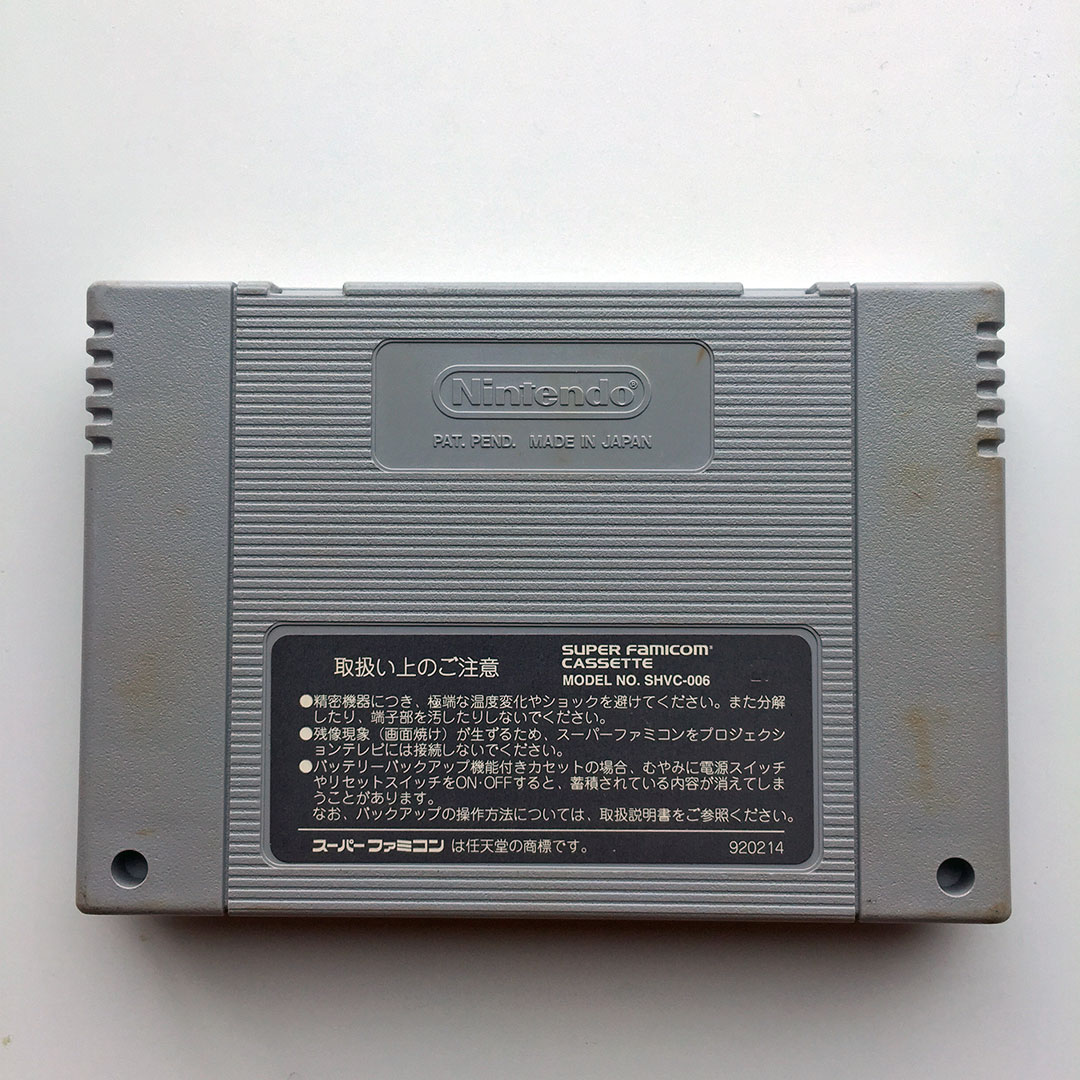 Nintendo®
PAT. PEND. MADE IN JAPAN
取扱い上のご注意
SUPER FAMICOM®
CASSETTE
MODEL NO. SHVC-006
●精密機器につき、極端な温度変化やショックを避けてください。また分解
したり、端子部を汚したりしないでください。
●残像現象（画面焼け）が生ずるため、スーパーファミコンをプロジェクシ
ョンテレビには接続しないでください。
●バッテリーバックアップ機能付きカセットの場合、むやみに電源スイッチ
やリセットスイッチをON・OFFすると、蓄積されている内容が消えてしま
うことがあります。
なお、バックアップの操作方法については、取扱説明書をご参照ください。
スーパーファミコン は任天堂の商標です。
920214